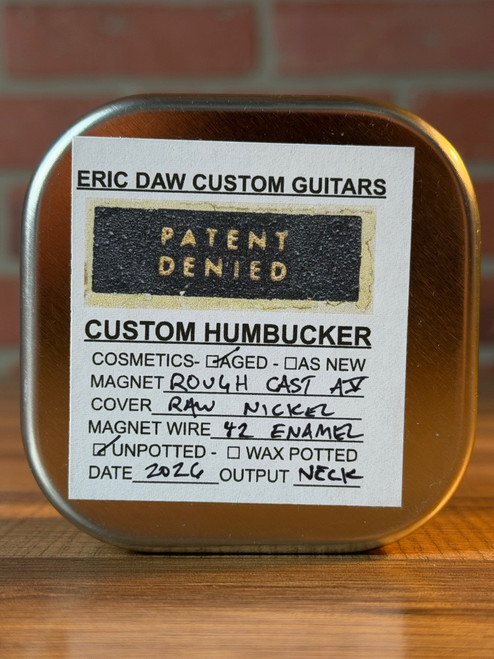 ERIC DAW CUSTOM GUITARS
PATENT
DENIED
CUSTOM HUMBUCKER
COSMETICS- ☑AGED - ☐AS NEW
MAGNET ROUGH CAST AV
COVER RAW NICKEL
MAGNET WIRE 42 ENAMEL
☑UNPOTTED - ☐ WAX POTTED
DATE 2026 OUTPUT NECK